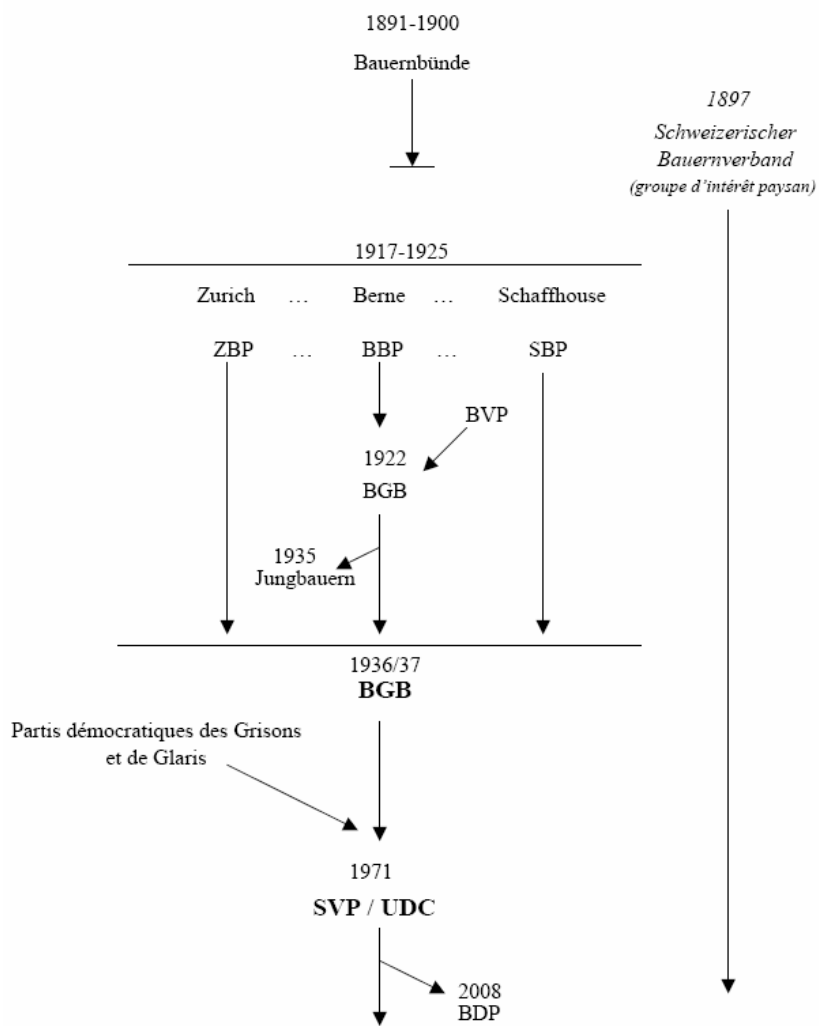 1891-1900
Bauernbünde
1897
Schweizerischer
Bauernverband
(groupe d'intérêt paysan)
1917-1925
Zurich … Berne … Schaffhouse
ZBP … BBP … SBP
BVP
1922
BGB
1935
Jungbauern
1936/37
BGB
Partis démocratiques des Grisons
et de Glaris
1971
SVP / UDC
2008
BDP